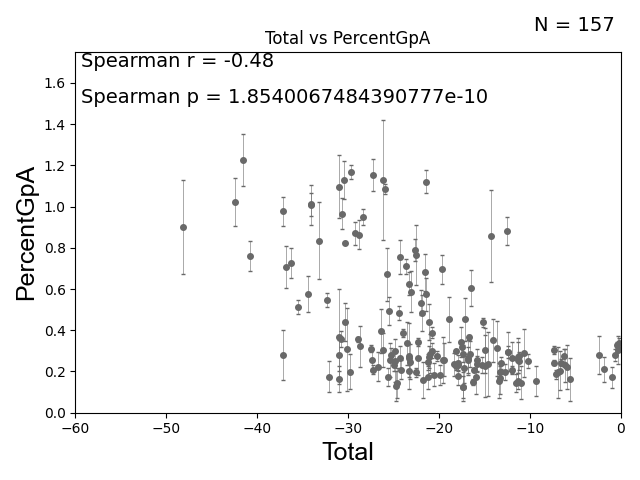 N = 157
Total vs PercentGpA
Spearman r = -0.48
Spearman p = 1.8540067484390777e-10
1.6
1.4
1.2
1.0
0.8
0.6
0.4
0.2
0.0
PercentGpA
−60 −50 −40 −30 −20 −10 0
Total